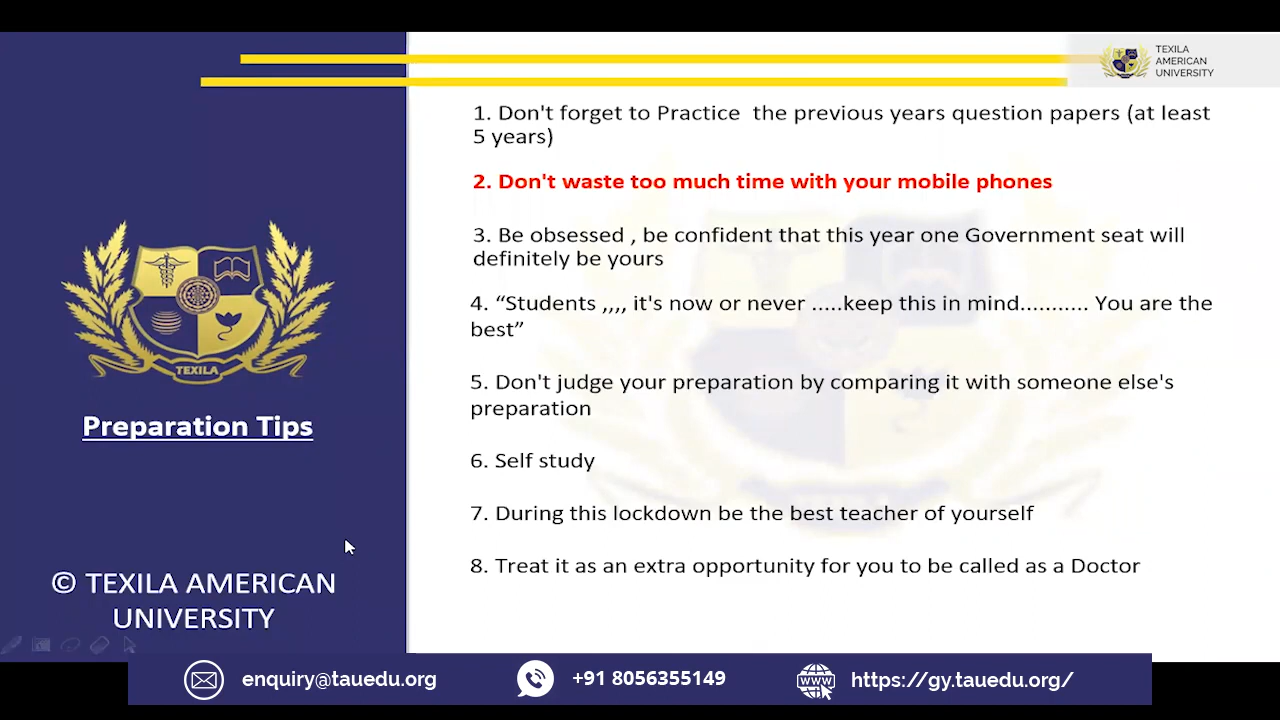 TEXILA
AMERICAN
UNIVERSITY
1. Don't forget to Practice the previous years question papers (at least
5 years)
2. Don't waste too much time with your mobile phones
3. Be obsessed , be confident that this year one Government seat will
definitely be yours
4. “Students ,,,, it's now or never .....keep this in mind........... You are the
best”
5. Don't judge your preparation by comparing it with someone else's
preparation
6. Self study
7. During this lockdown be the best teacher of yourself
8. Treat it as an extra opportunity for you to be called as a Doctor
TEXILA
Preparation Tips
© TEXILA AMERICAN
UNIVERSITY
enquiry@tauedu.org
+91 8056355149
WWW
https://gy.tauedu.org/